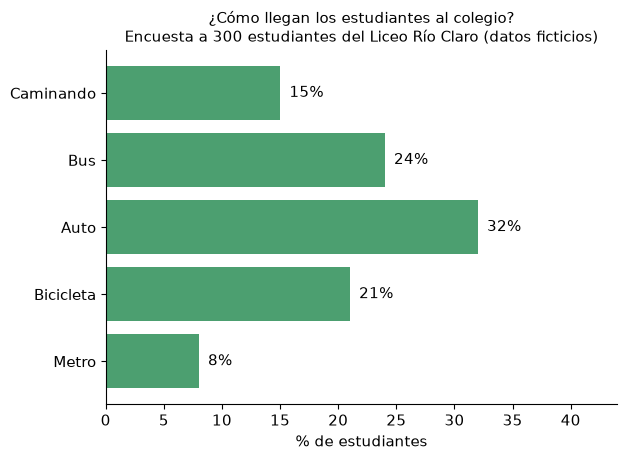 ¿Cómo llegan los estudiantes al colegio?
Encuesta a 300 estudiantes del Liceo Río Claro (datos ficticios)
Caminando 15%
Bus 24%
Auto 32%
Bicicleta 21%
Metro 8%
0 5 10 15 20 25 30 35 40
% de estudiantes